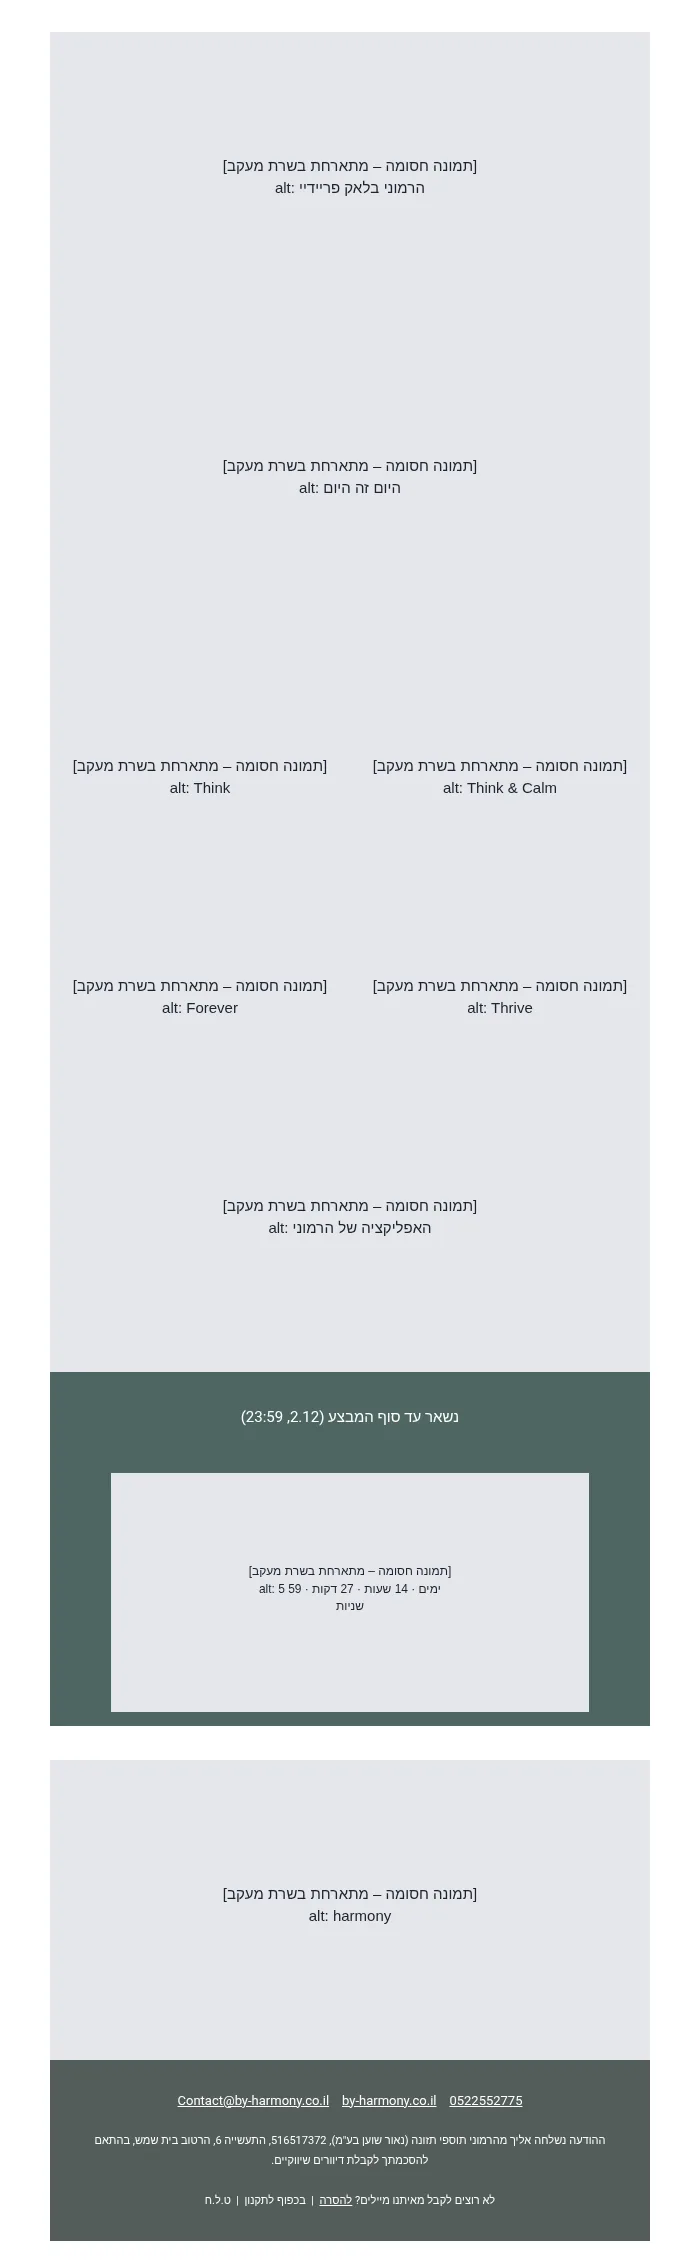 [תמונה חסומה – מתארחת בשרת מעקב]
alt: הרמוני בלאק פריידיי
[תמונה חסומה – מתארחת בשרת מעקב]
alt: היום זה היום
[תמונה חסומה – מתארחת בשרת מעקב]
alt: Think & Calm
[תמונה חסומה – מתארחת בשרת מעקב]
alt: Think
[תמונה חסומה – מתארחת בשרת מעקב]
alt: Thrive
[תמונה חסומה – מתארחת בשרת מעקב]
alt: Forever
[תמונה חסומה – מתארחת בשרת מעקב]
alt: האפליקציה של הרמוני
נשאר עד סוף המבצע (2.12, 23:59)
[תמונה חסומה – מתארחת בשרת מעקב]
alt: 5 ימים · 14 שעות · 27 דקות · 59
שניות
[תמונה חסומה – מתארחת בשרת מעקב]
alt: harmony
0522552775 by-harmony.co.il Contact@by-harmony.co.il
ההודעה נשלחה אליך מהרמוני תוספי תזונה (נאור שוען בע"מ), 516517372, התעשייה 6, הרטוב בית שמש, בהתאם
להסכמתך לקבלת דיוורים שיווקיים.
לא רוצים לקבל מאיתנו מיילים? להסרה | בכפוף לתקנון | ט.ל.ח